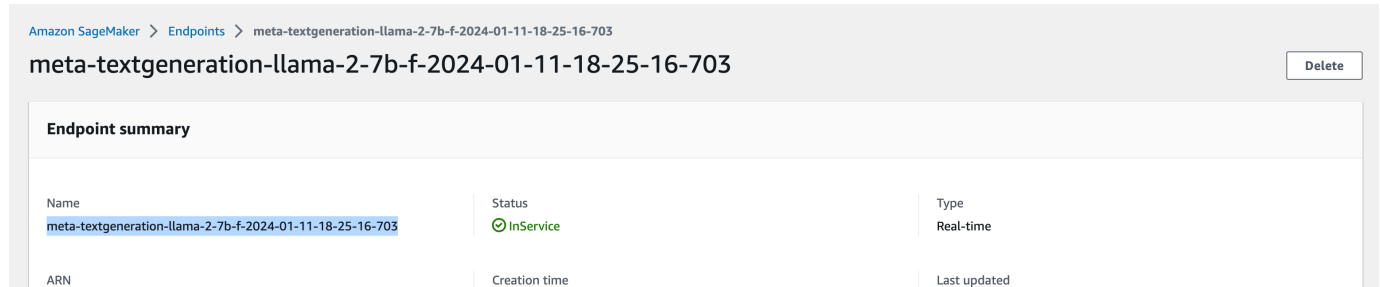 Amazon SageMaker > Endpoints > meta-textgeneration-llama-2-7b-f-2024-01-11-18-25-16-703
meta-textgeneration-llama-2-7b-f-2024-01-11-18-25-16-703
Delete
Endpoint summary
Name
meta-textgeneration-llama-2-7b-f-2024-01-11-18-25-16-703
Status
InService
Type
Real-time
ARN
Creation time
Last updated